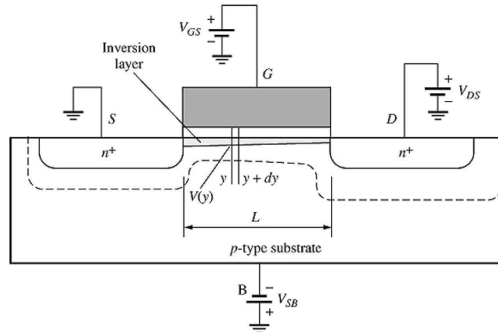 V_GS
+
−
G
Inversion
layer
S
D
+
V_DS
−
n+
n+
V(y)
y
y + dy
L
p-type substrate
B
−
V_SB
+